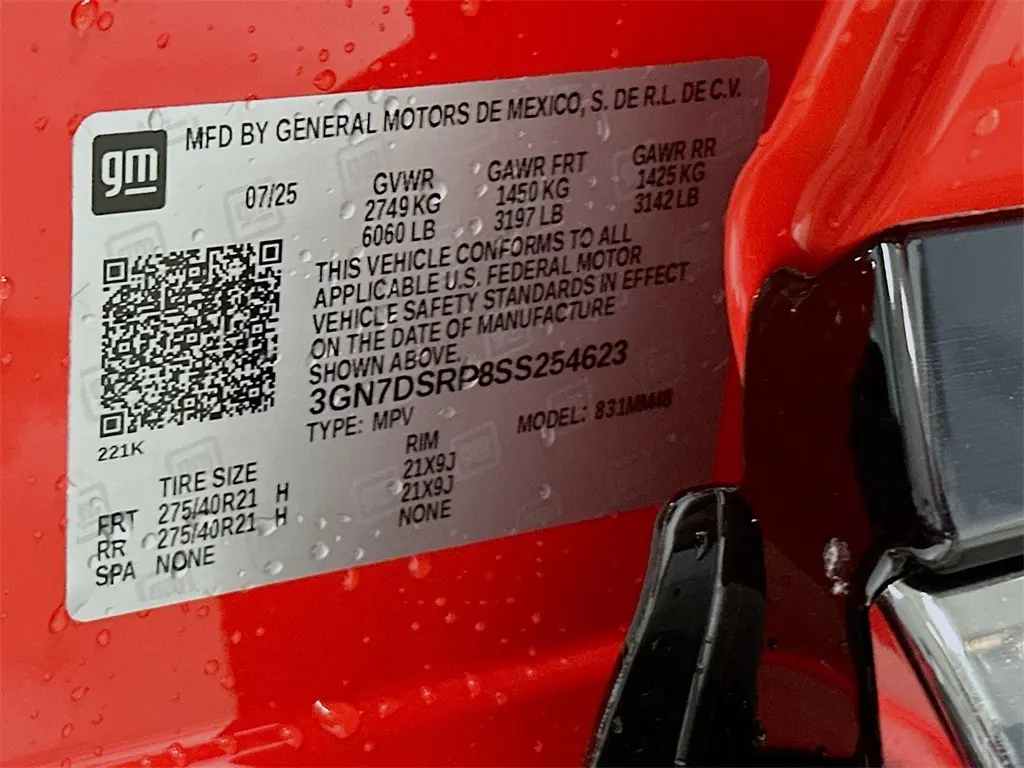 gm
MFD BY GENERAL MOTORS DE MEXICO, S. DE R.L. DE C.V.
07/25
GVWR GAWR FRT GAWR RR
2749 KG 1450 KG 1425 KG
6060 LB 3197 LB 3142 LB
THIS VEHICLE CONFORMS TO ALL
APPLICABLE U.S. FEDERAL MOTOR
VEHICLE SAFETY STANDARDS IN EFFECT
ON THE DATE OF MANUFACTURE
SHOWN ABOVE.
3GN7DSRP8SS254623
TYPE: MPV MODEL:
221K
TIRE SIZE RIM
FRT 275/40R21 H 21X9J
RR 275/40R21 H 21X9J
SPA NONE NONE